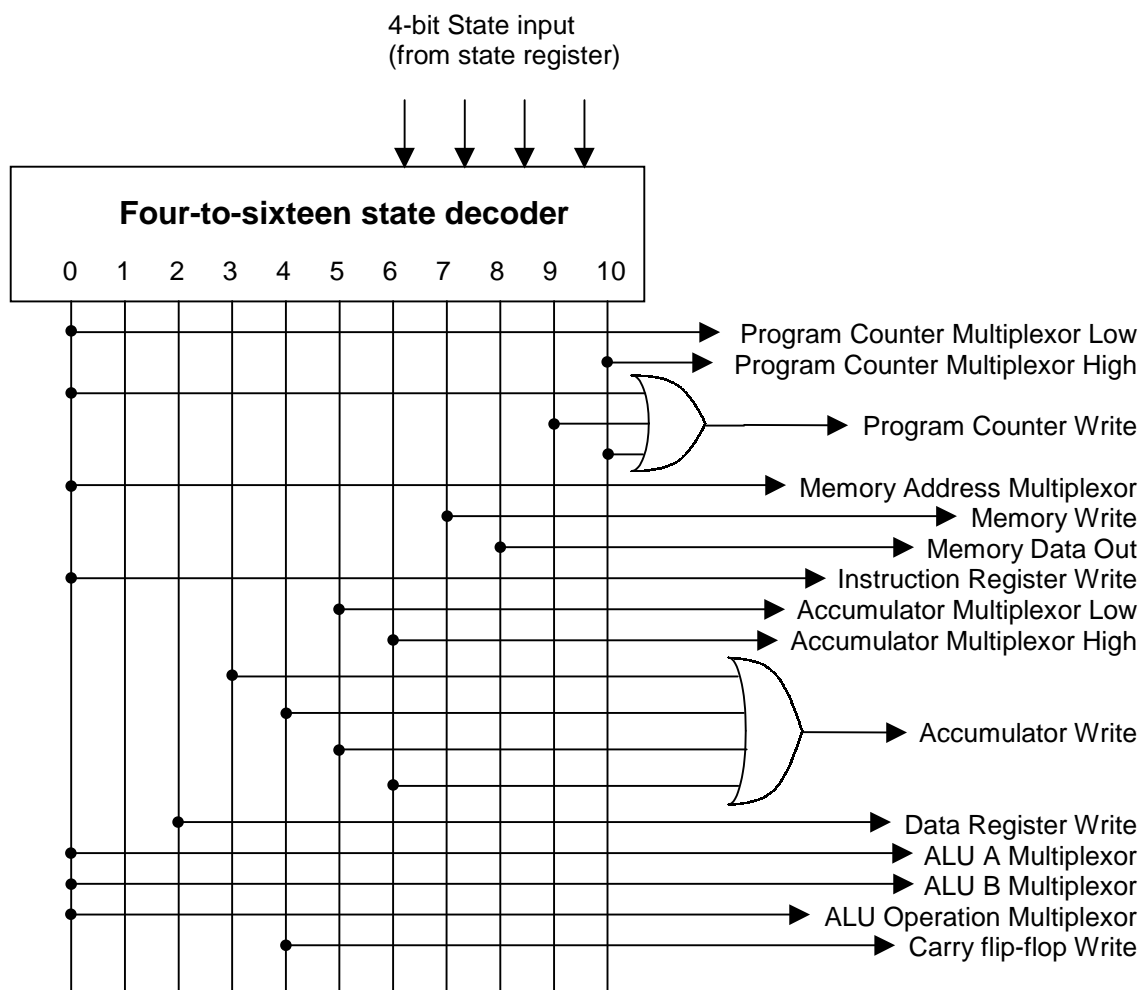 4-bit State input
(from state register)
Four-to-sixteen state decoder
0 1 2 3 4 5 6 7 8 9 10
Program Counter Multiplexor Low
Program Counter Multiplexor High
Program Counter Write
Memory Address Multiplexor
Memory Write
Memory Data Out
Instruction Register Write
Accumulator Multiplexor Low
Accumulator Multiplexor High
Accumulator Write
Data Register Write
ALU A Multiplexor
ALU B Multiplexor
ALU Operation Multiplexor
Carry flip-flop Write